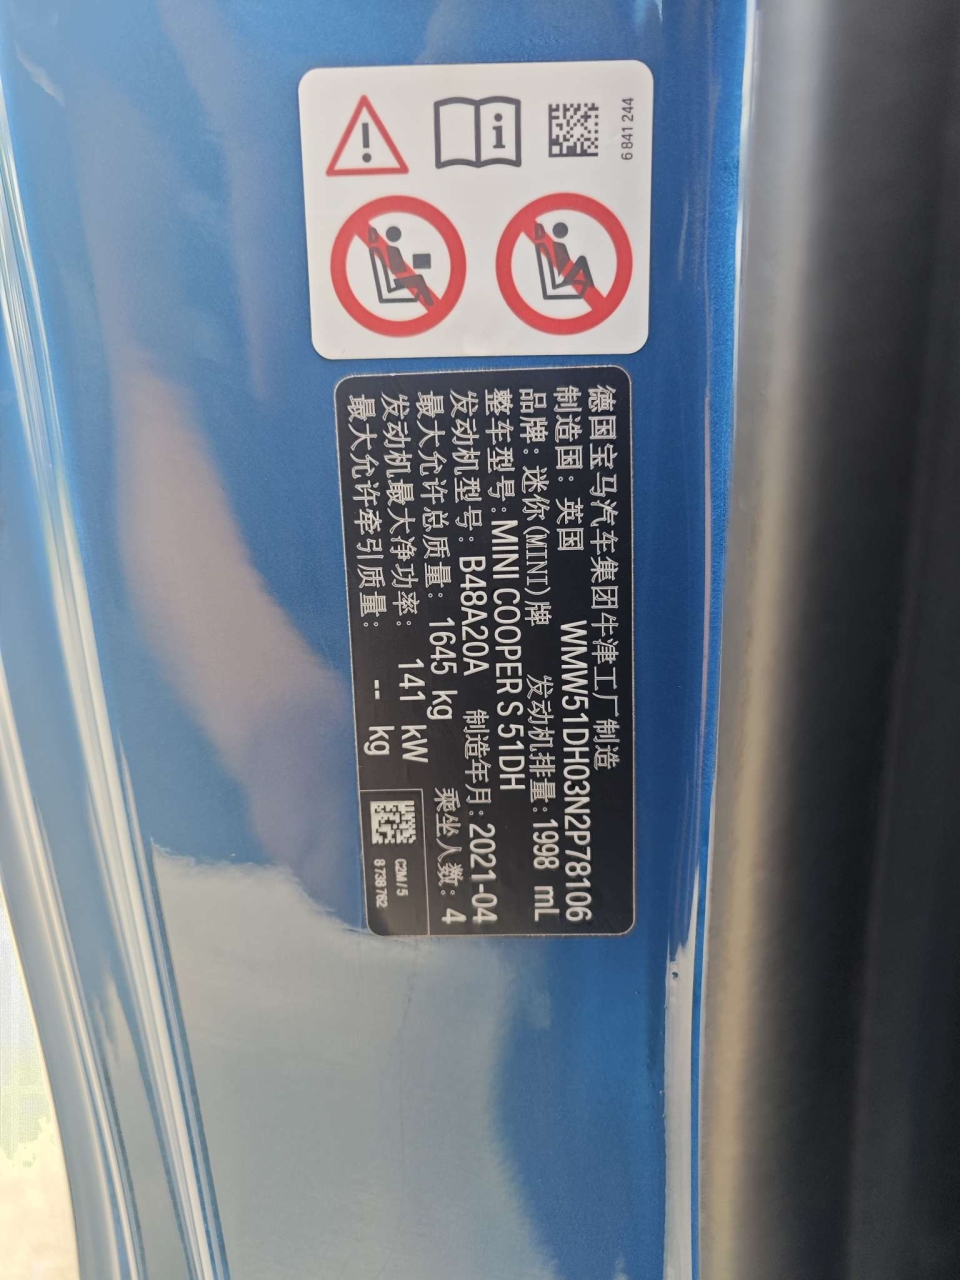 6 841 244
德国宝马汽车集团牛津工厂制造
制造国：英国 WMW51DH03N2P78106
品牌：迷你(MINI)牌 发动机排量：1998 mL
整车型号：MINI COOPER S 51DH
发动机型号：B48A20A 制造年月：2021-04
最大允许总质量：1645 kg 乘坐人数：4
发动机最大净功率：141 kW
最大允许牵引质量：-- kg
C2M / 5
8 738 762